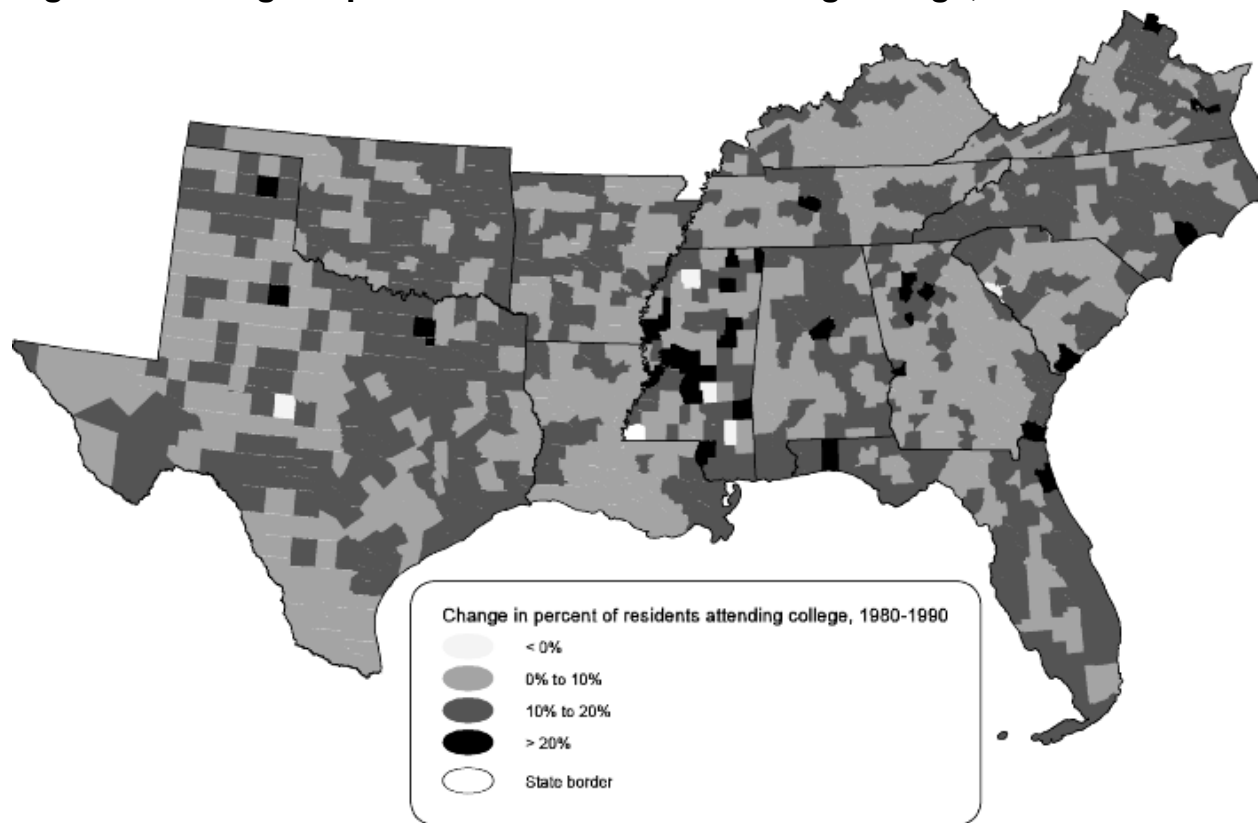 Change in percent of residents attending college, 1980-1990
< 0%
0% to 10%
10% to 20%
> 20%
State border